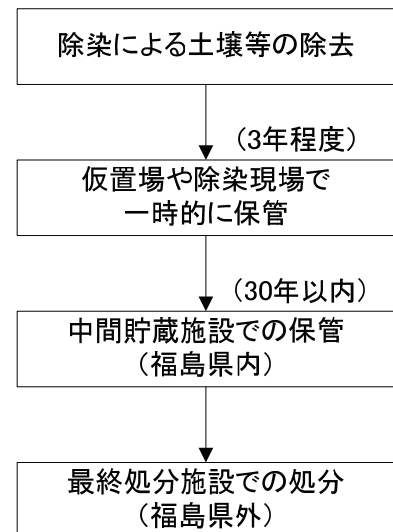 除染による土壌等の除去
（3年程度）
仮置場や除染現場で
一時的に保管
（30年以内）
中間貯蔵施設での保管
（福島県内）
最終処分施設での処分
（福島県外）